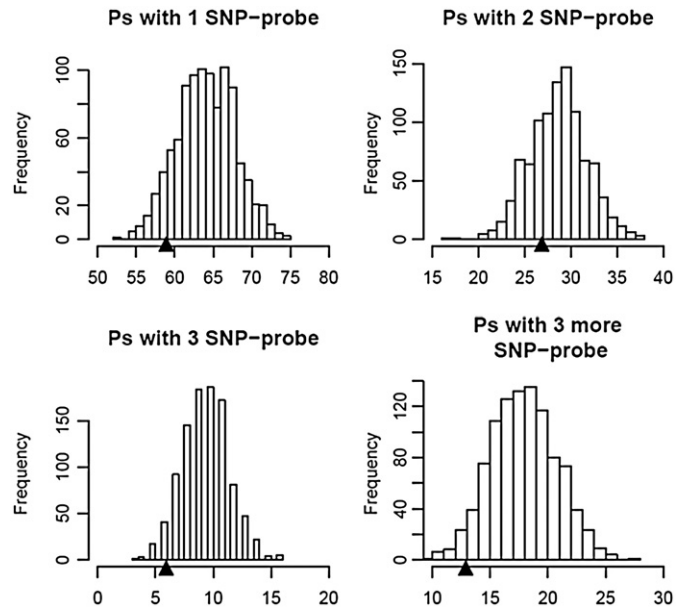 Ps with 1 SNP-probe
Frequency
0 20 60 100
50 55 60 65 70 75 80
Ps with 2 SNP-probe
Frequency
0 50 100 150
15 20 25 30 35 40
Ps with 3 SNP-probe
Frequency
0 50 100 150
0 5 10 15 20
Ps with 3 more
SNP-probe
Frequency
0 40 80 120
10 15 20 25 30